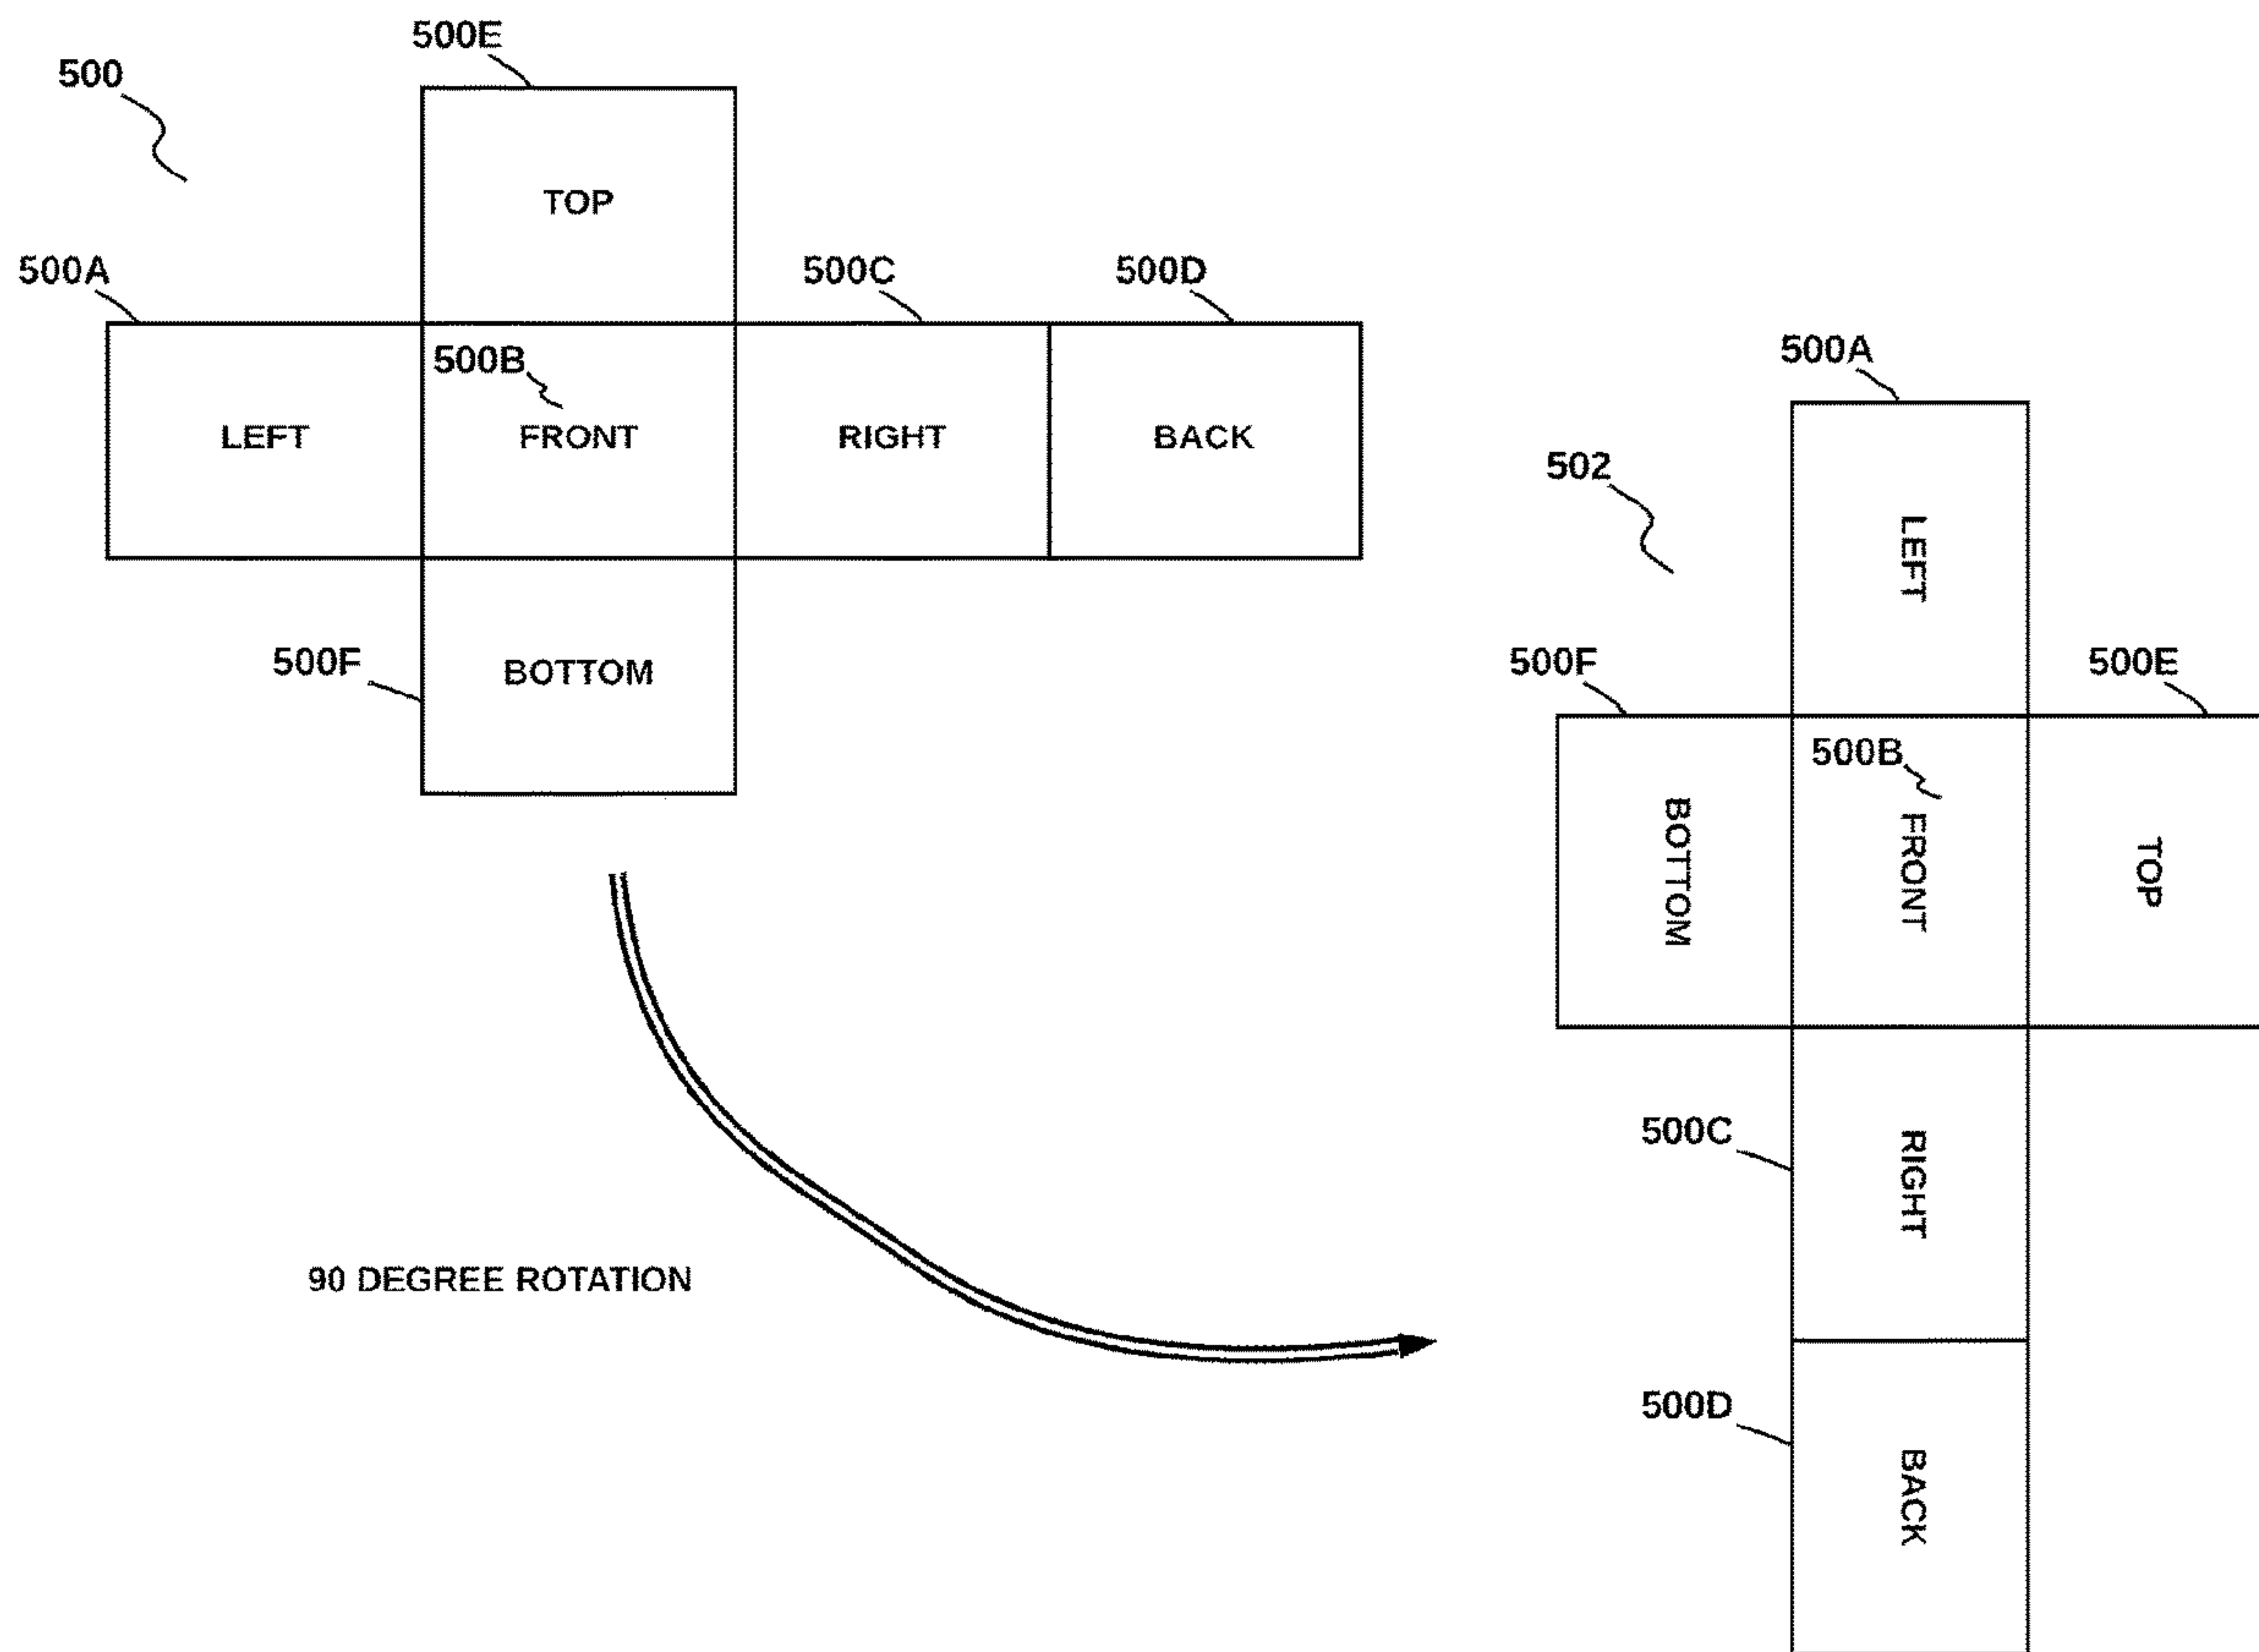 500E
500
TOP
500A
500C
500D
500B
LEFT
FRONT
RIGHT
BACK
500F
BOTTOM
90 DEGREE ROTATION
500A
502
LEFT
500F
500E
500B
BOTTOM
FRONT
TOP
500C
RIGHT
500D
BACK